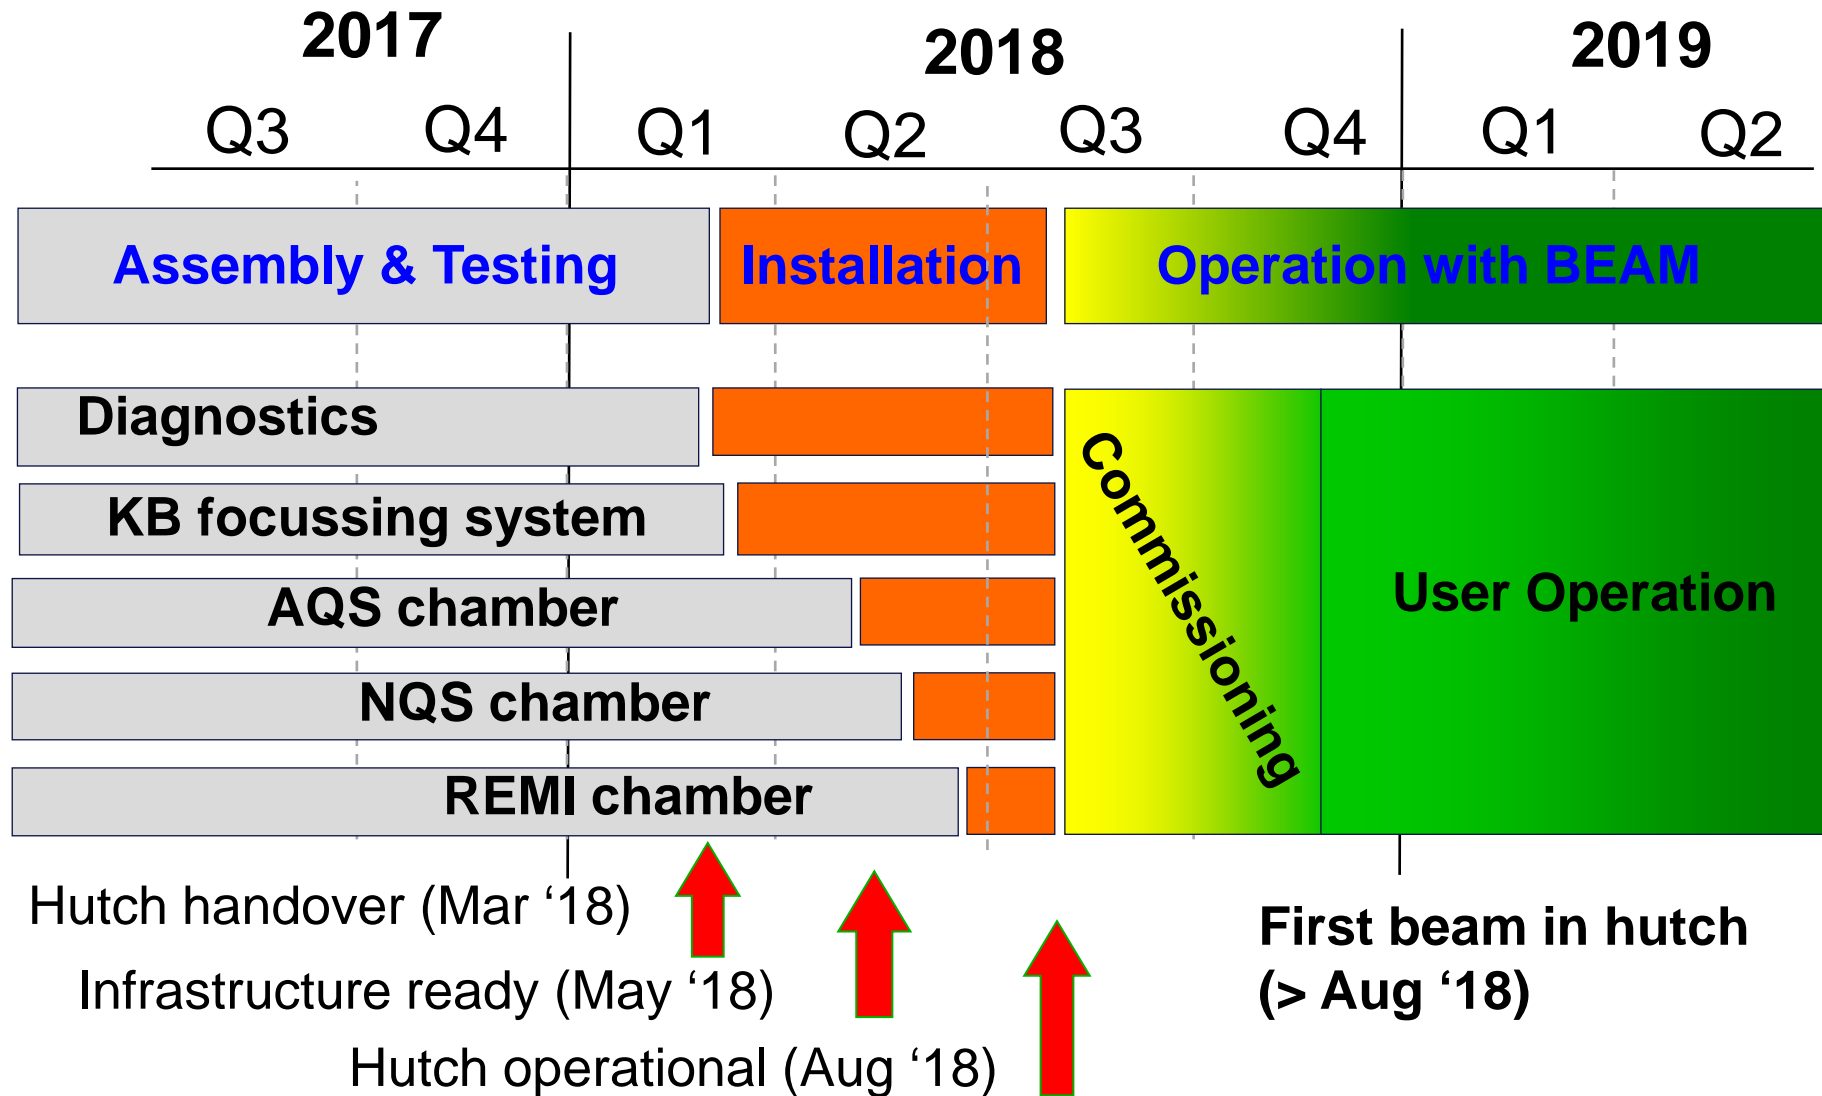 2017 2018 2019
Q3 Q4 Q1 Q2 Q3 Q4 Q1 Q2
Assembly & Testing Installation Operation with BEAM
Diagnostics
KB focussing system
AQS chamber
NQS chamber
REMI chamber
Commissioning
User Operation
Hutch handover (Mar ‘18)
Infrastructure ready (May ‘18)
Hutch operational (Aug ‘18)
First beam in hutch
(> Aug ‘18)